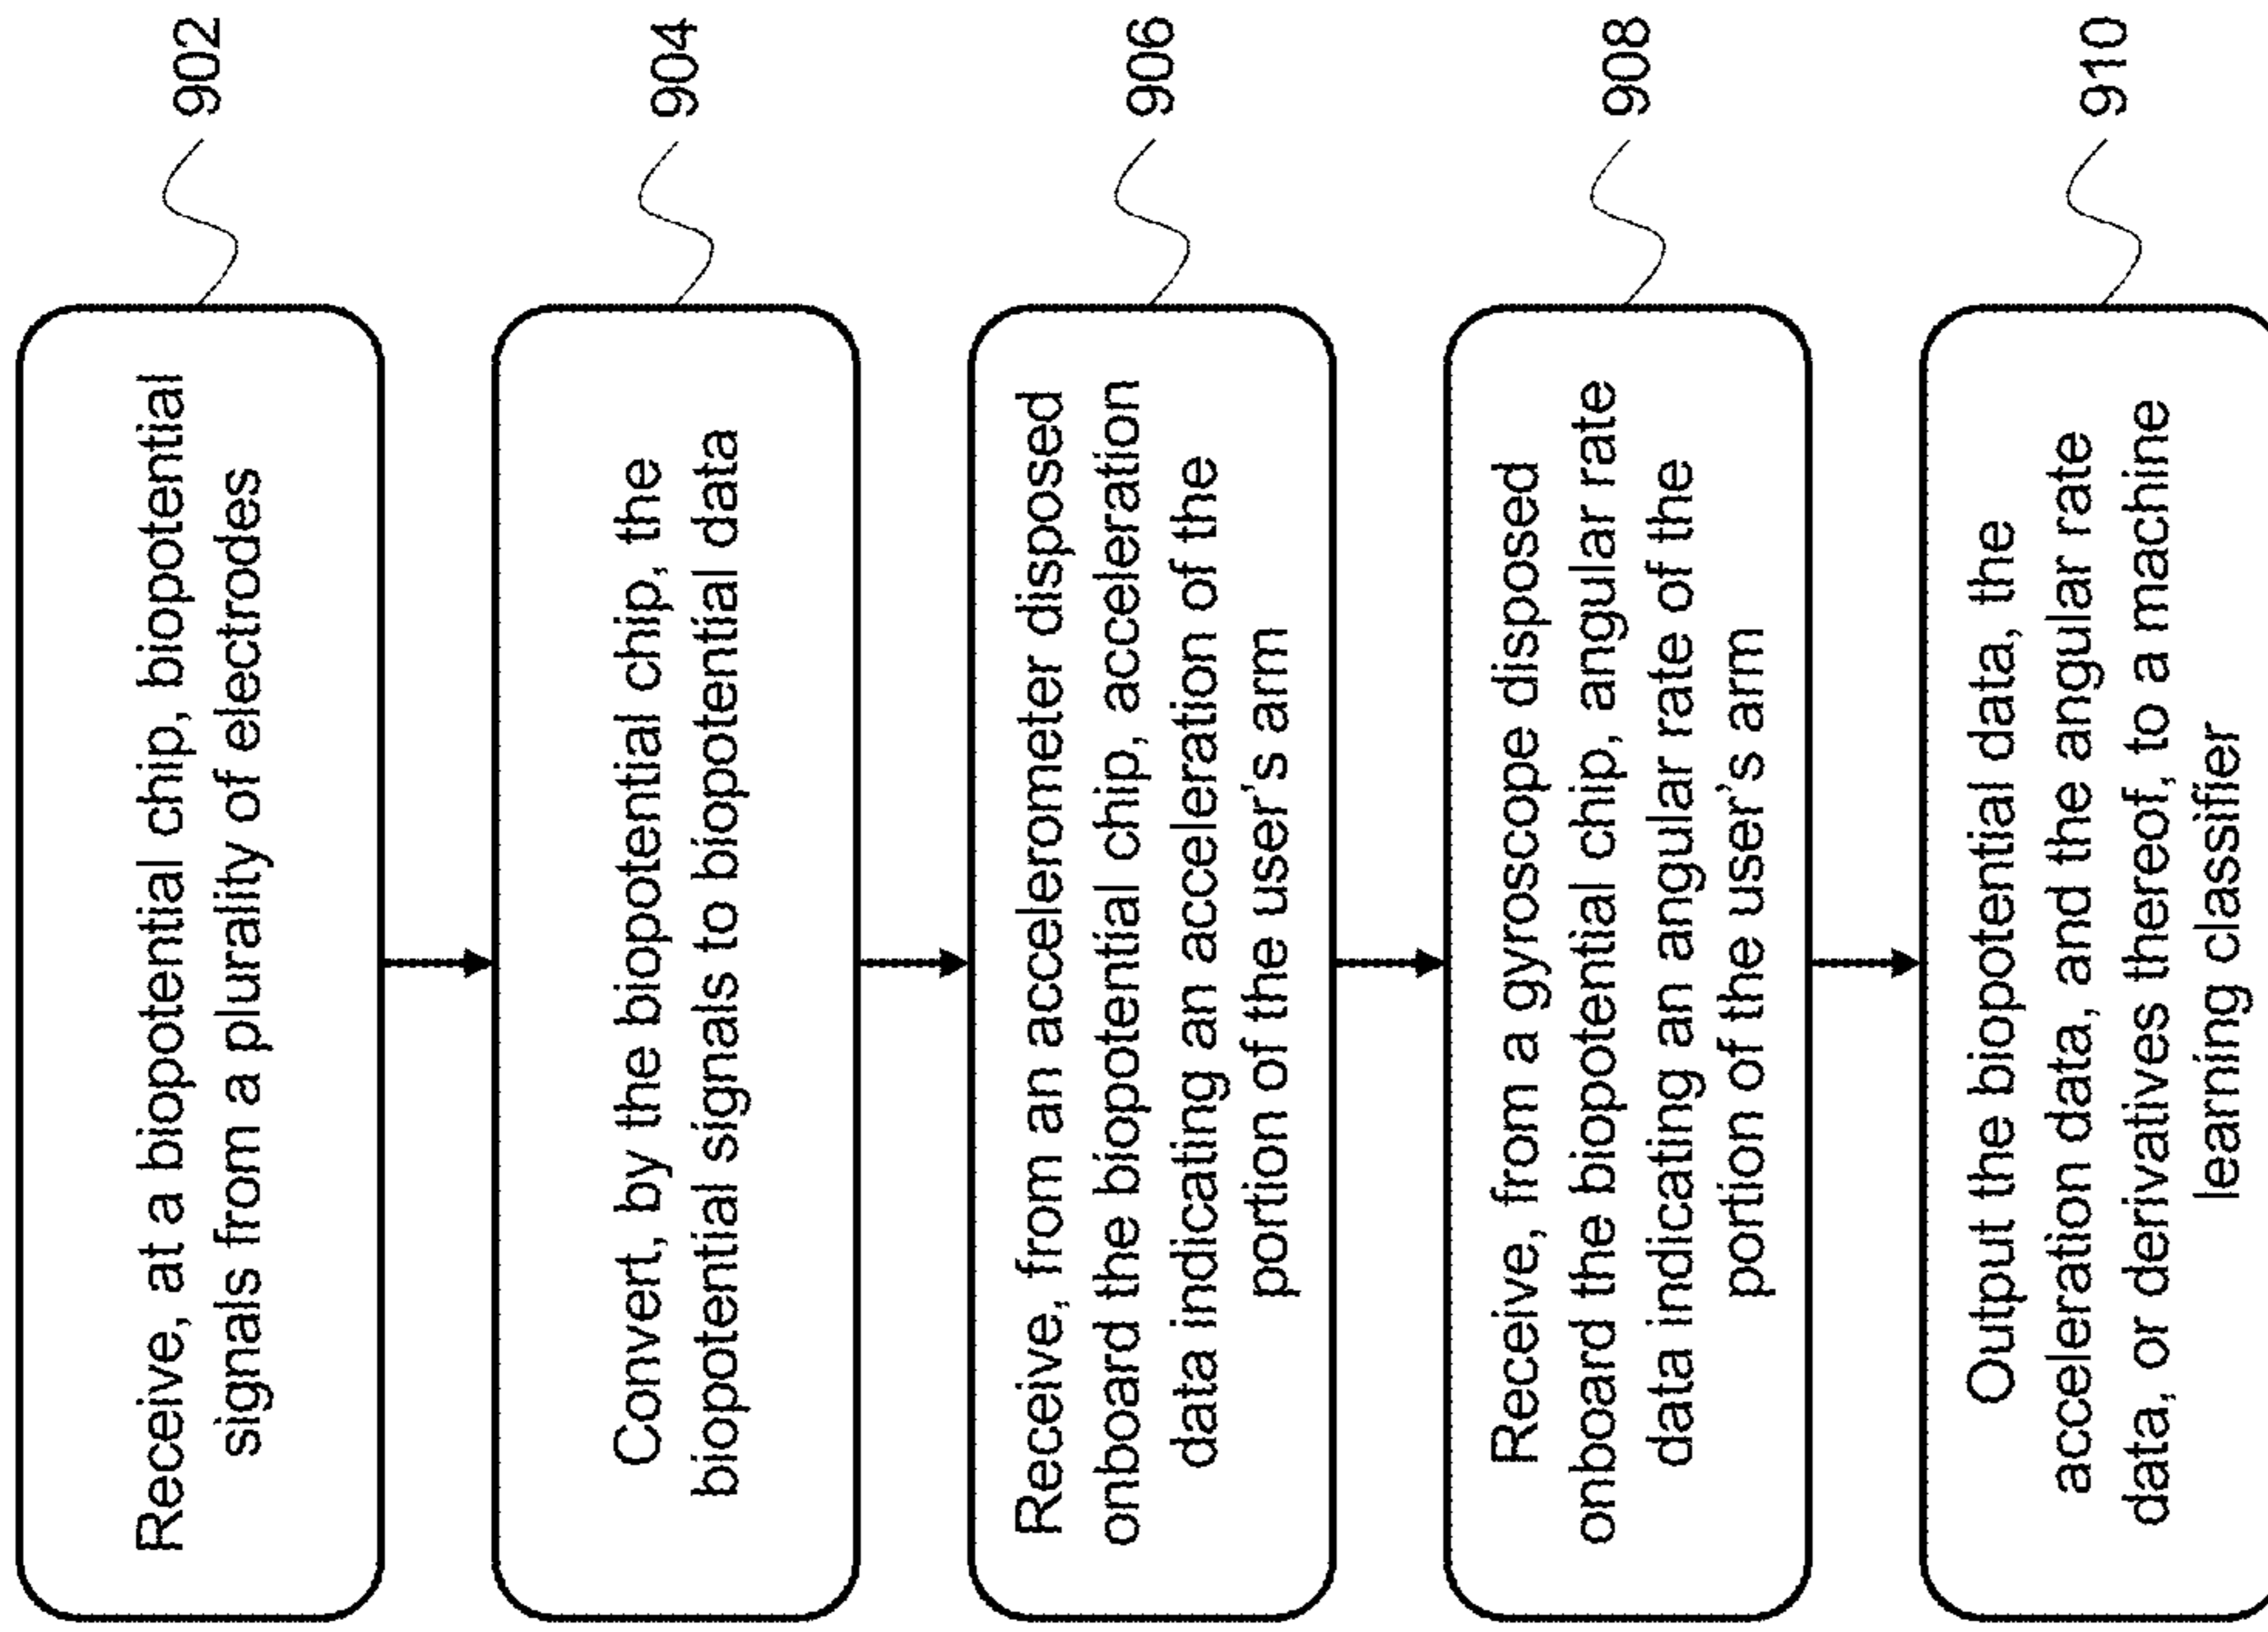 Receive, at a biopotential chip, biopotential
signals from a plurality of electrodes
902
Convert, by the biopotential chip, the
biopotential signals to biopotential data
904
Receive, from an accelerometer disposed
onboard the biopotential chip, acceleration
data indicating an acceleration of the
portion of the user's arm
906
Receive, from a gyroscope disposed
onboard the biopotential chip, angular rate
data indicating an angular rate of the
portion of the user's arm
908
Output the biopotential data, the
acceleration data, and the angular rate
data, or derivatives thereof, to a machine
learning classifier
910